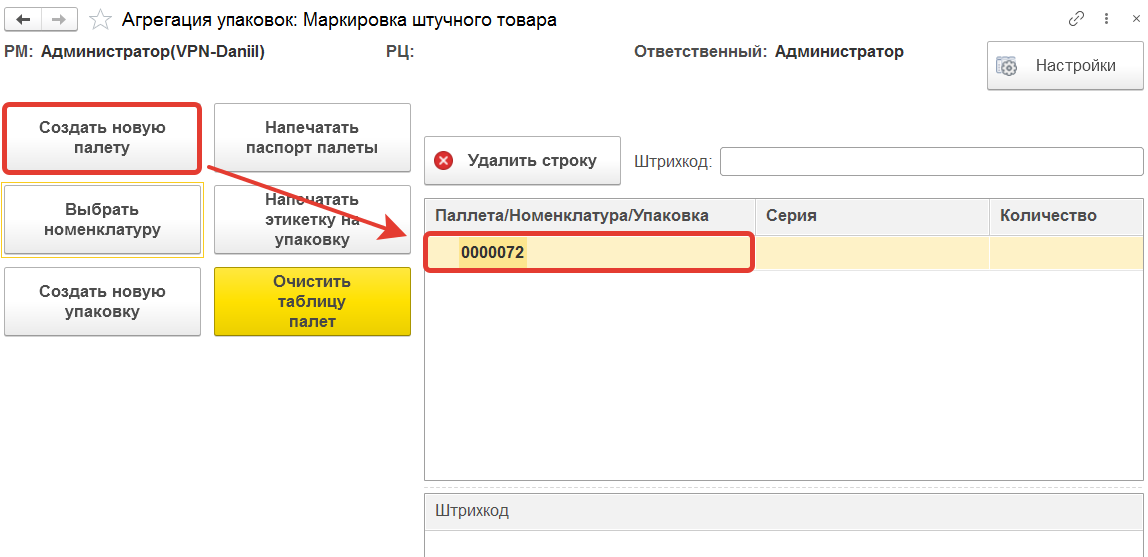 Агрегация упаковок: Маркировка штучного товара
РМ: Администратор(VPN-Daniil)
РЦ:
Ответственный: Администратор
Настройки
Создать новую
палету
Напечатать
паспорт палеты
Удалить строку
Штрихкод:
Выбрать
номенклатуру
Напечатать
этикетку на
упаковку
Паллета/Номенклатура/Упаковка
Серия
Количество
0000072
Создать новую
упаковку
Очистить
таблицу
палет
Штрихкод